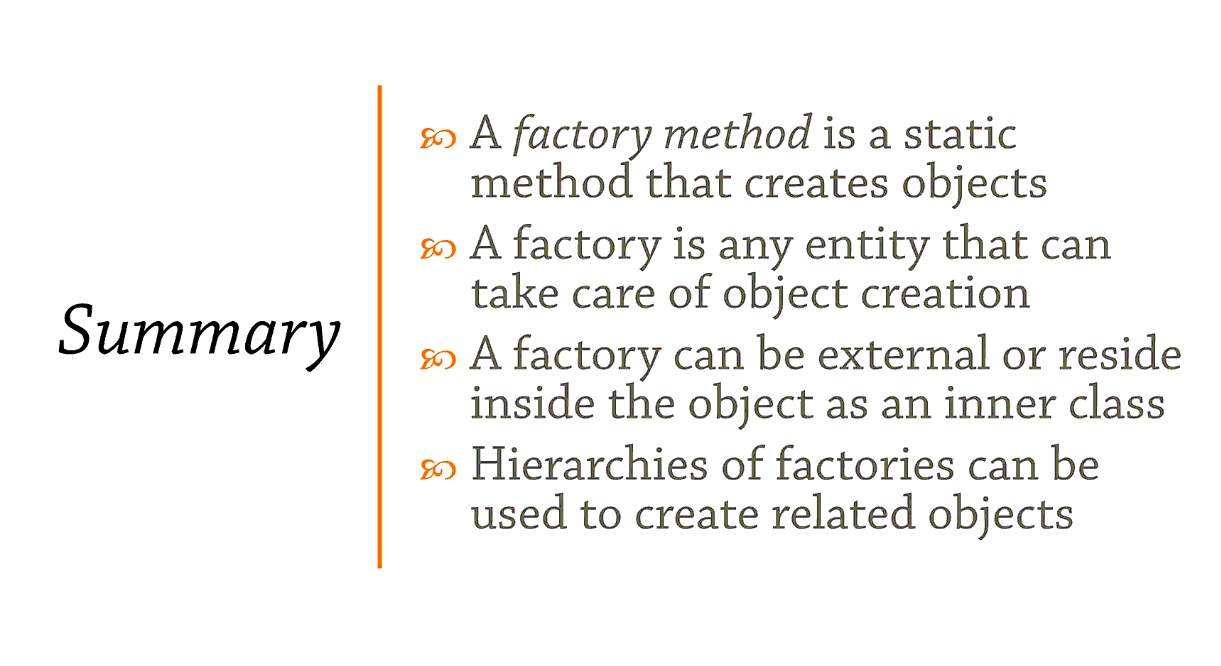 Summary
A factory method is a static
method that creates objects
A factory is any entity that can
take care of object creation
A factory can be external or reside
inside the object as an inner class
Hierarchies of factories can be
used to create related objects